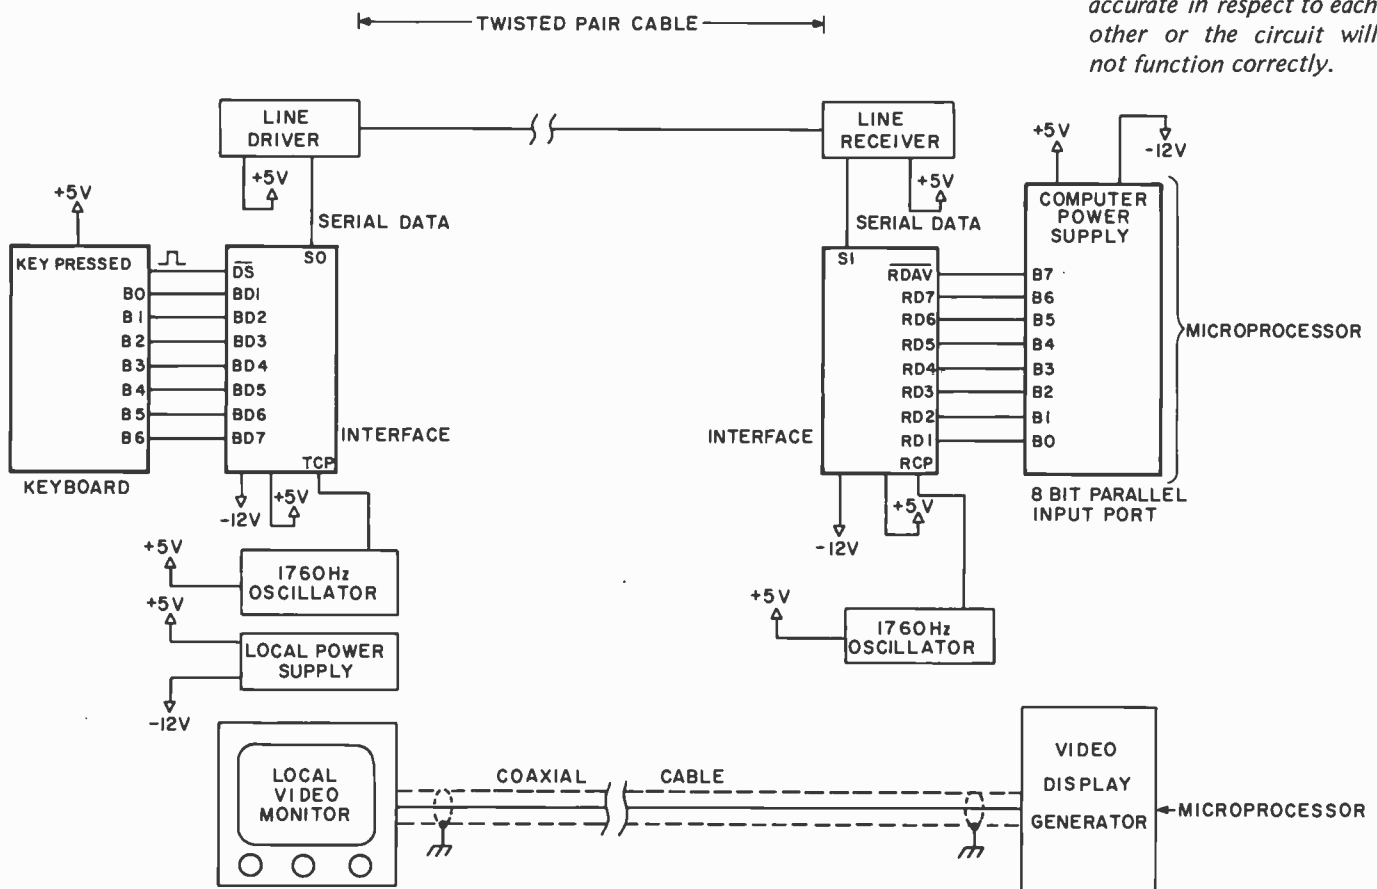 accurate in respect to each
other or the circuit will
not function correctly.
TWISTED PAIR CABLE
LINE
DRIVER
+5V
SERIAL DATA
LINE
RECEIVER
+5V
SERIAL DATA
+5V
-12V
COMPUTER
POWER
SUPPLY
+5V
KEY PRESSED
B0
B1
B2
B3
B4
B5
B6
KEYBOARD
SO
DS
BD1
BD2
BD3
BD4
BD5
BD6
BD7
TCP
INTERFACE
-12V
+5V
SI
RDAV
RD7
RD6
RD5
RD4
RD3
RD2
RD1
RCP
INTERFACE
-12V
+5V
B7
B6
B5
B4
B3
B2
B1
B0
MICROPROCESSOR
8 BIT PARALLEL
INPUT PORT
+5V
1760Hz
OSCILLATOR
+5V
LOCAL POWER
SUPPLY
-12V
+5V
1760Hz
OSCILLATOR
LOCAL
VIDEO
MONITOR
COAXIAL CABLE
VIDEO
DISPLAY
GENERATOR
MICROPROCESSOR